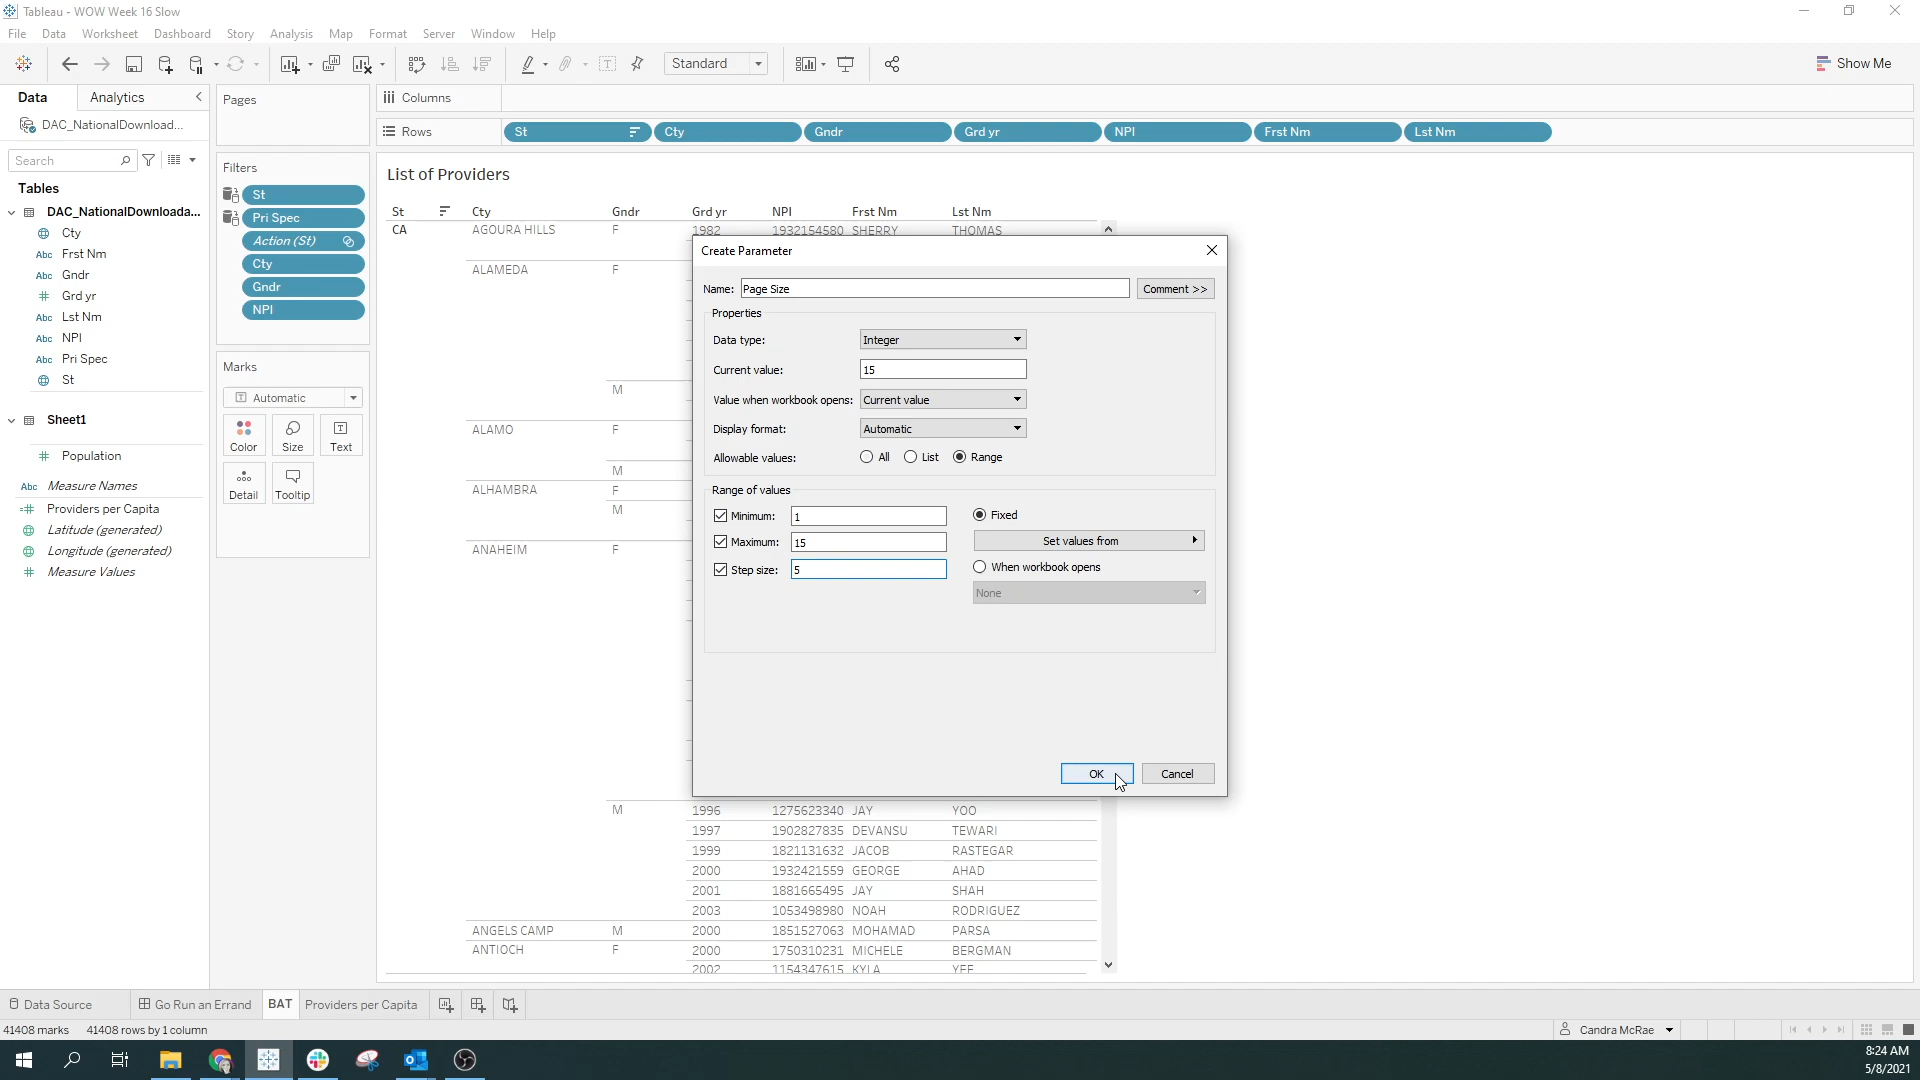 Tableau - WOW Week 16 Slow
File Data Worksheet Dashboard Story Analysis Map Format Server Window Help
Standard Show Me
Data Analytics
DAC_NationalDownload...
Search
Tables
DAC_NationalDownloada...
Cty
Abc Frst Nm
Abc Gndr
# Grd yr
Abc Lst Nm
Abc NPI
Abc Pri Spec
St
Sheet1
# Population
Abc Measure Names
=# Providers per Capita
Latitude (generated)
Longitude (generated)
# Measure Values
Pages
Filters
St
Pri Spec
Action (St)
Cty
Gndr
NPI
Marks
Automatic
Color Size Text
Detail Tooltip
Columns
Rows St Cty Gndr Grd yr NPI Frst Nm Lst Nm
List of Providers
St Cty Gndr Grd yr NPI Frst Nm Lst Nm
CA AGOURA HILLS F 1982 1932154580 SHERRY THOMAS
ALAMEDA F
M
ALAMO F
M
ALHAMBRA F
M
ANAHEIM F
M 1996 1275623340 JAY YOO
1997 1902827835 DEVANSU TEWARI
1999 1821131632 JACOB RASTEGAR
2000 1932421559 GEORGE AHAD
2001 1881665495 JAY SHAH
2003 1053498980 NOAH RODRIGUEZ
ANGELS CAMP M 2000 1851527063 MOHAMAD PARSA
ANTIOCH F 2000 1750310231 MICHELE BERGMAN
2002 1154347615 KYLA YEE
Create Parameter
Name: Page Size Comment >>
Properties
Data type: Integer
Current value: 15
Value when workbook opens: Current value
Display format: Automatic
Allowable values: All List Range
Range of values
Minimum: 1 Fixed
Maximum: 15 Set values from
Step size: 5 When workbook opens
None
OK Cancel
Data Source Go Run an Errand BAT Providers per Capita
41408 marks 41408 rows by 1 column Candra McRae
8:24 AM
5/8/2021